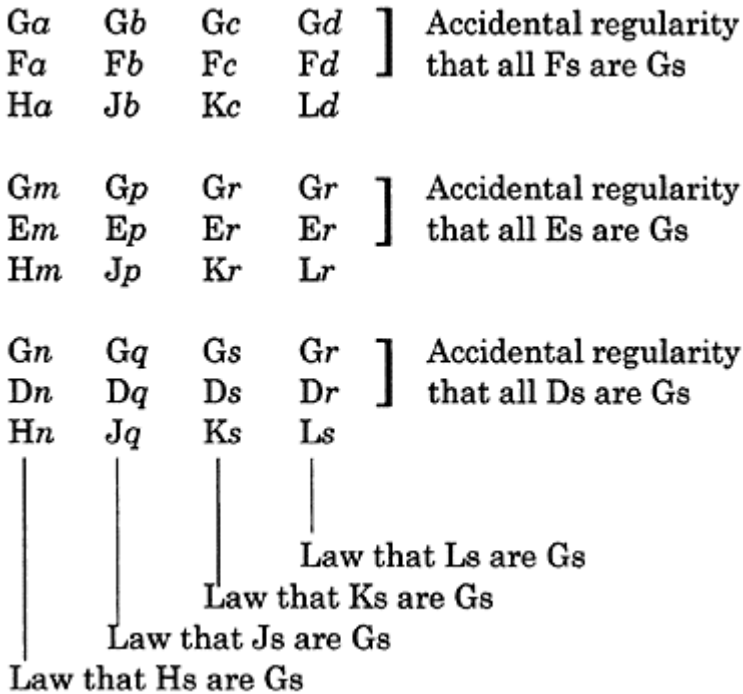 Ga Gb Gc Gd ] Accidental regularity
Fa Fb Fc Fd that all Fs are Gs
Ha Jb Kc Ld
Gm Gp Gr Gr ] Accidental regularity
Em Ep Er Er that all Es are Gs
Hm Jp Kr Lr
Gn Gq Gs Gr ] Accidental regularity
Dn Dq Ds Dr that all Ds are Gs
Hn Jq Ks Ls
Law that Ls are Gs
Law that Ks are Gs
Law that Js are Gs
Law that Hs are Gs